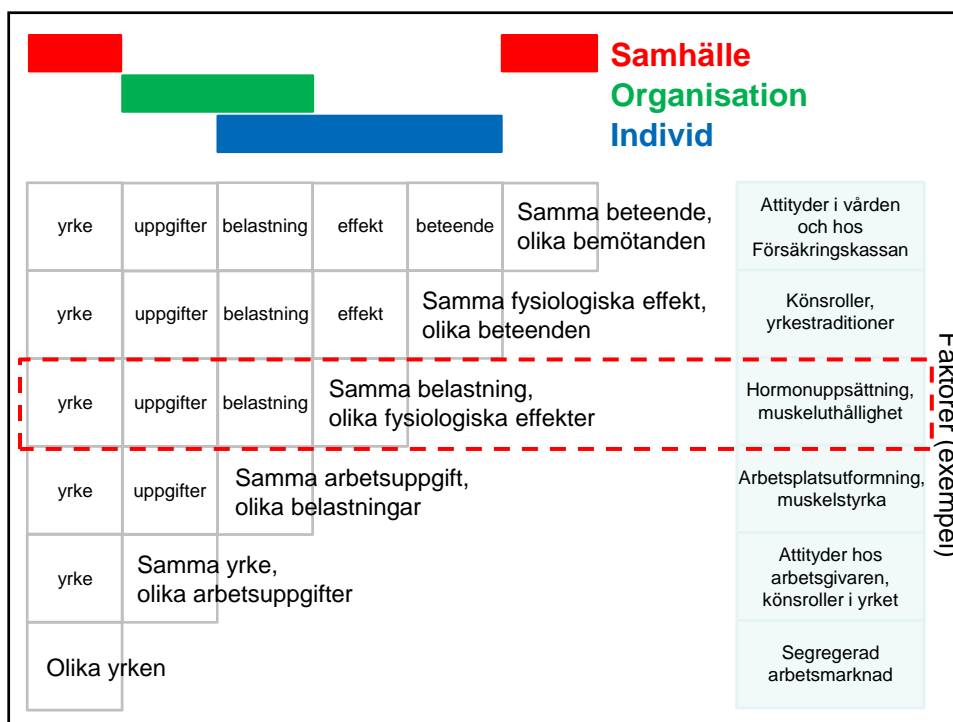 Samhälle
Organisation
Individ
yrke
uppgifter
belastning
effekt
beteende
Samma beteende,
olika bemötanden
Attityder i vården
och hos
Försäkringskassan
yrke
uppgifter
belastning
effekt
Samma fysiologiska effekt,
olika beteenden
Könsroller,
yrkestraditioner
yrke
uppgifter
belastning
Samma belastning,
olika fysiologiska effekter
Hormonuppsättning,
muskeluthållighet
yrke
uppgifter
Samma arbetsuppgift,
olika belastningar
Arbetsplatsutformning,
muskelstyrka
yrke
Samma yrke,
olika arbetsuppgifter
Attityder hos
arbetsgivaren,
könsroller i yrket
Olika yrken
Segregerad
arbetsmarknad
Faktorer (exempel)